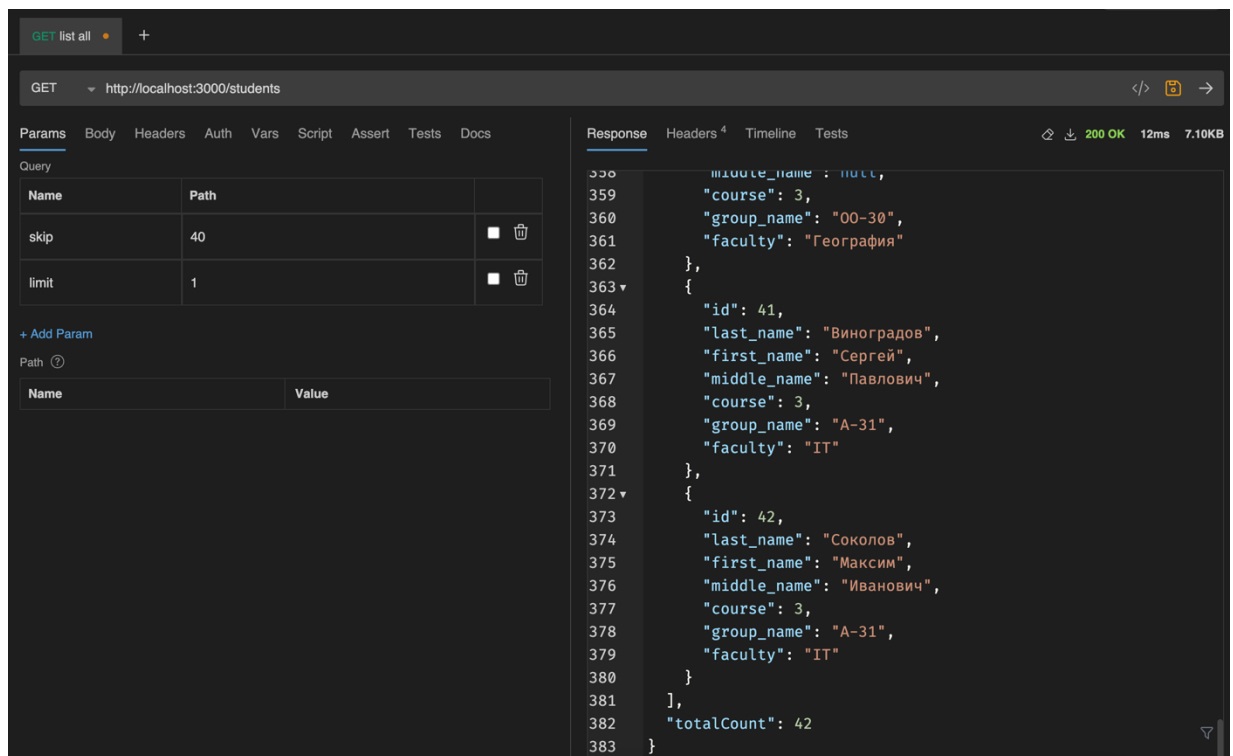 GET list all
+
GET http://localhost:3000/students </>
Params Body Headers Auth Vars Script Assert Tests Docs
Query
Name Path
skip 40
limit 1
+ Add Param
Path ?
Name Value
Response Headers 4 Timeline Tests 200 OK 12ms 7.10KB
358 "middle_name": null,
359 "course": 3,
360 "group_name": "ОО-30",
361 "faculty": "География"
362 },
363 {
364 "id": 41,
365 "last_name": "Виноградов",
366 "first_name": "Сергей",
367 "middle_name": "Павлович",
368 "course": 3,
369 "group_name": "А-31",
370 "faculty": "IT"
371 },
372 {
373 "id": 42,
374 "last_name": "Соколов",
375 "first_name": "Максим",
376 "middle_name": "Иванович",
377 "course": 3,
378 "group_name": "А-31",
379 "faculty": "IT"
380 }
381 ],
382 "totalCount": 42
383 }